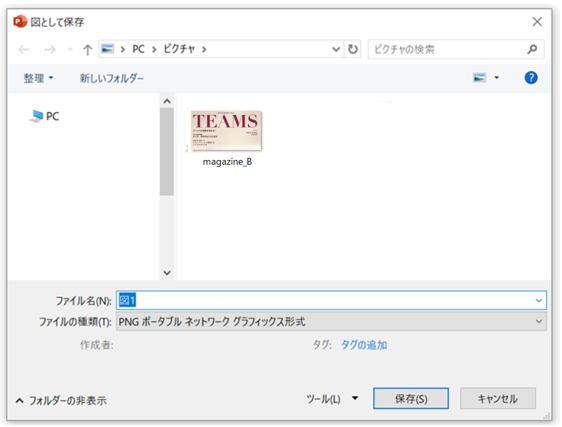 図として保存
PC
ピクチャ
ピクチャの検索
整理
新しいフォルダー
PC
TEAMS
magazine_B
ファイル名(N):
図1
ファイルの種類(T):
PNG ポータブル ネットワーク グラフィックス形式
作成者:
タグ:
タグの追加
フォルダーの非表示
ツール(L)
保存(S)
キャンセル